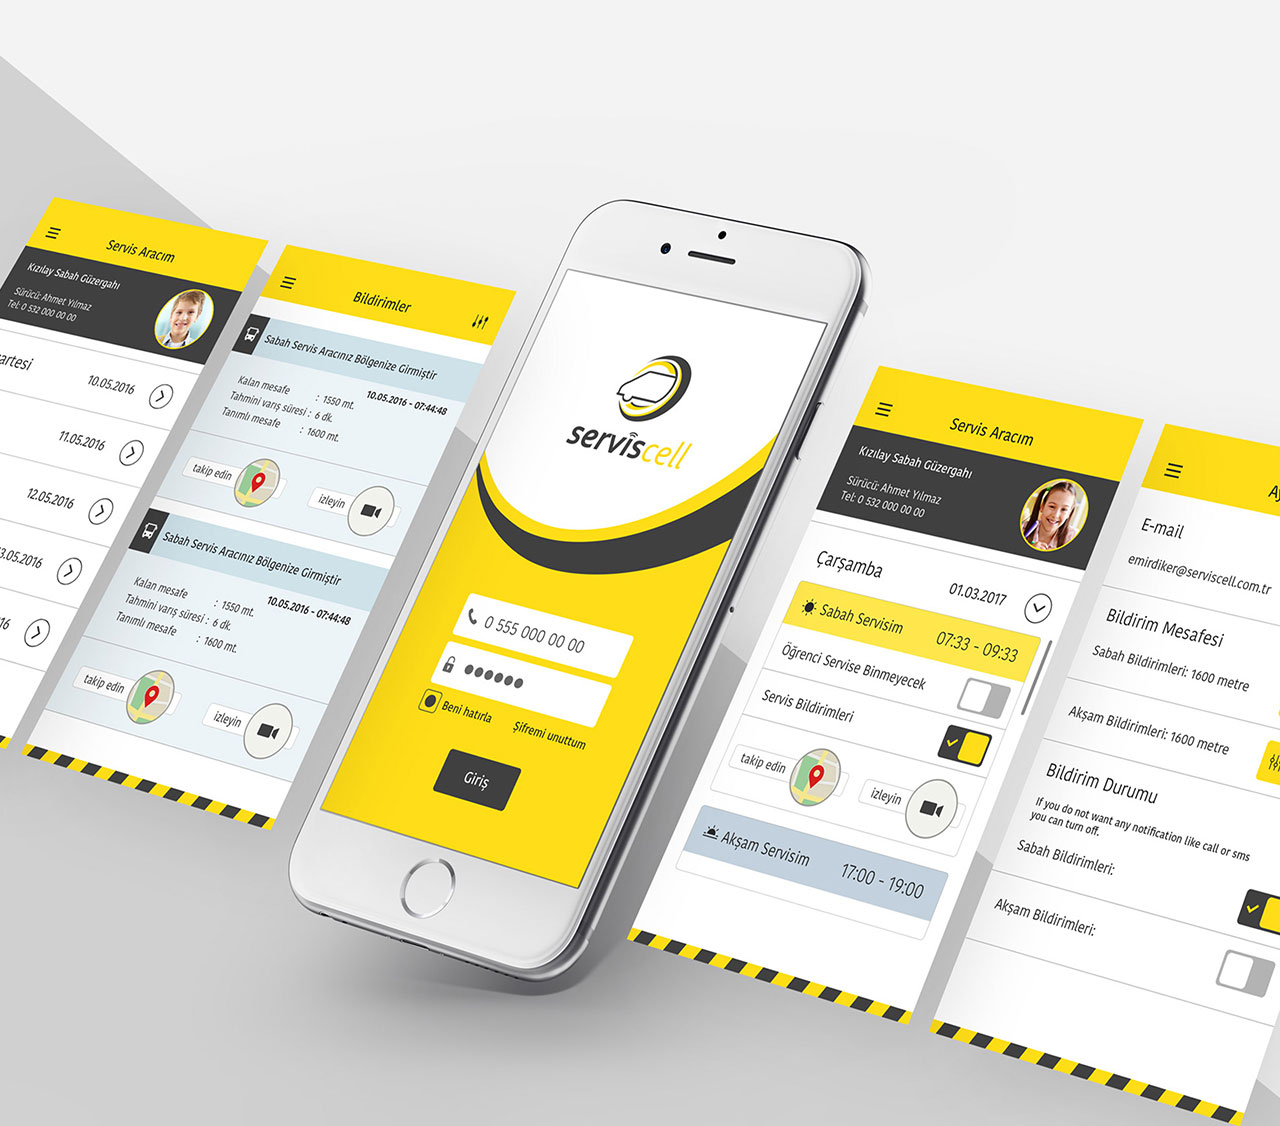 Servis Aracım
Kızılay Sabah Güzergahı
Sürücü: Ahmet Yılmaz
Tel: 0 532 000 00 00
artesi
10.05.2016
11.05.2016
12.05.2016
3.05.2016
16
Bildirimler
Sabah Servis Aracınız Bölgenize Girmiştir
Kalan mesafe : 1550 mt.
10.05.2016 - 07:44:48
Tahmini varış süresi : 6 dk.
Tanımlı mesafe : 1600 mt.
takip edin
izleyin
Sabah Servis Aracınız Bölgenize Girmiştir
Kalan mesafe : 1550 mt.
10.05.2016 - 07:44:48
Tahmini varış süresi : 6 dk.
Tanımlı mesafe : 1600 mt.
takip edin
izleyin
serviscell
0 555 000 00 00
Beni hatırla
Şifremi unuttum
Giriş
Servis Aracım
Kızılay Sabah Güzergahı
Sürücü: Ahmet Yılmaz
Tel: 0 532 000 00 00
Çarşamba
01.03.2017
Sabah Servisim
07:33 - 09:33
Öğrenci Servise Binmeyecek
Servis Bildirimleri
takip edin
izleyin
Akşam Servisim
17:00 - 19:00
Ay
E-mail
emirdiker@serviscell.com.tr
Bildirim Mesafesi
Sabah Bildirimleri: 1600 metre
Akşam Bildirimleri: 1600 metre
Bildirim Durumu
If you do not want any notification like call or sms
you can turn off.
Sabah Bildirimleri:
Akşam Bildirimleri: